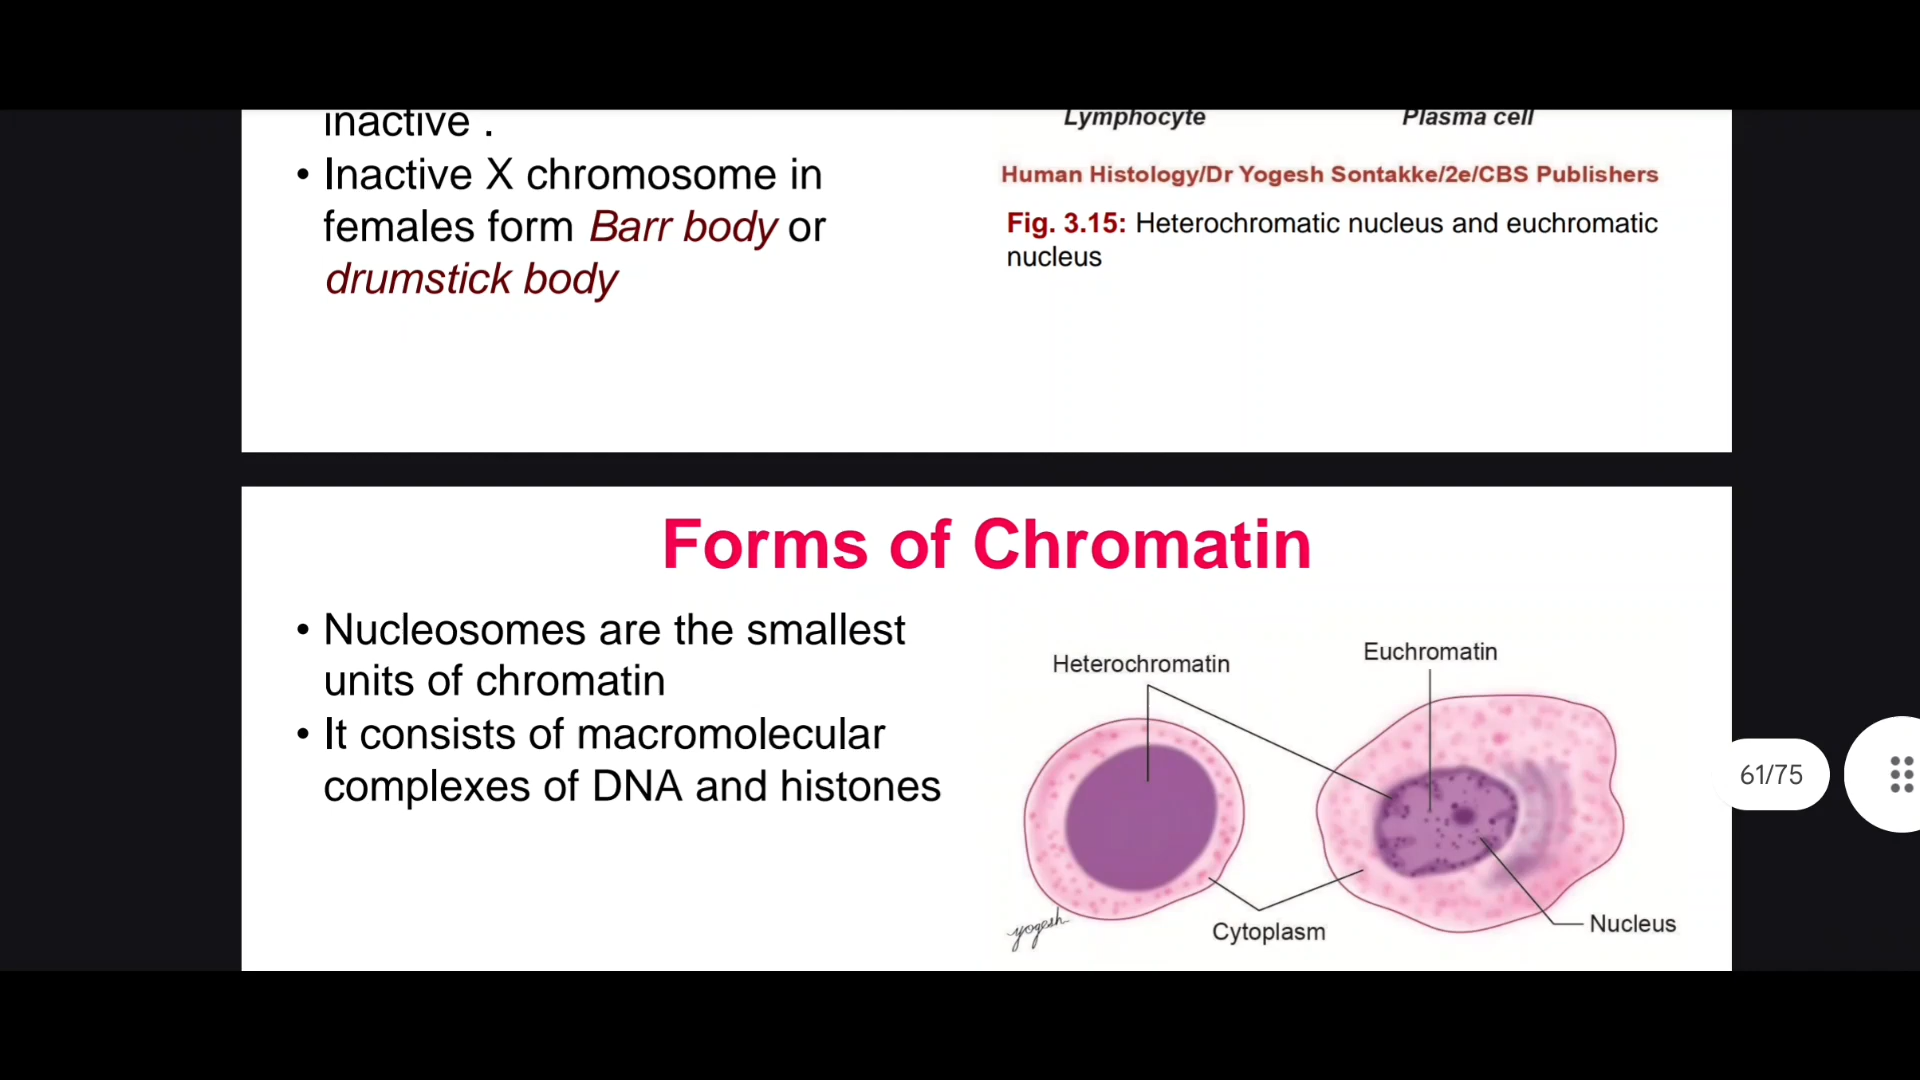 inactive .
• Inactive X chromosome in
females form Barr body or
drumstick body
Lymphocyte Plasma cell
Human Histology/Dr Yogesh Sontakke/2e/CBS Publishers
Fig. 3.15: Heterochromatic nucleus and euchromatic
nucleus
Forms of Chromatin
• Nucleosomes are the smallest
units of chromatin
• It consists of macromolecular
complexes of DNA and histones
Heterochromatin
Euchromatin
Cytoplasm
Nucleus
yogesh
61/75